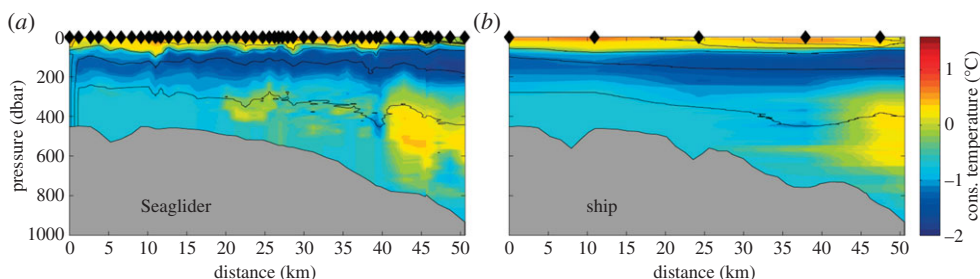 (a)
(b)
0
200
400
600
800
1000
pressure (dbar)
Seaglider
ship
0 5 10 15 20 25 30 35 40 45 50
0 5 10 15 20 25 30 35 40 45 50
distance (km)
distance (km)
1
0
−1
−2
cons. temperature (°C)